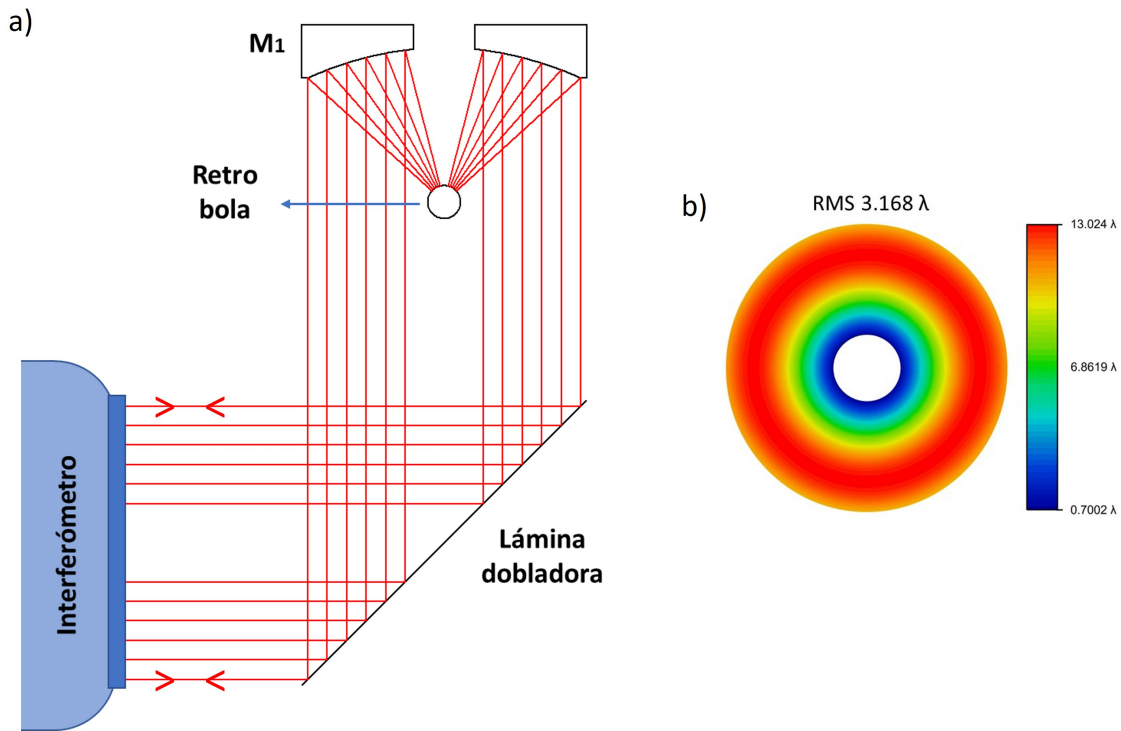 a)
M1
Retro
bola
Interferómetro
Lámina
dobladora
b)
RMS 3.168 λ
13.024 λ
6.8619 λ
0.7002 λ